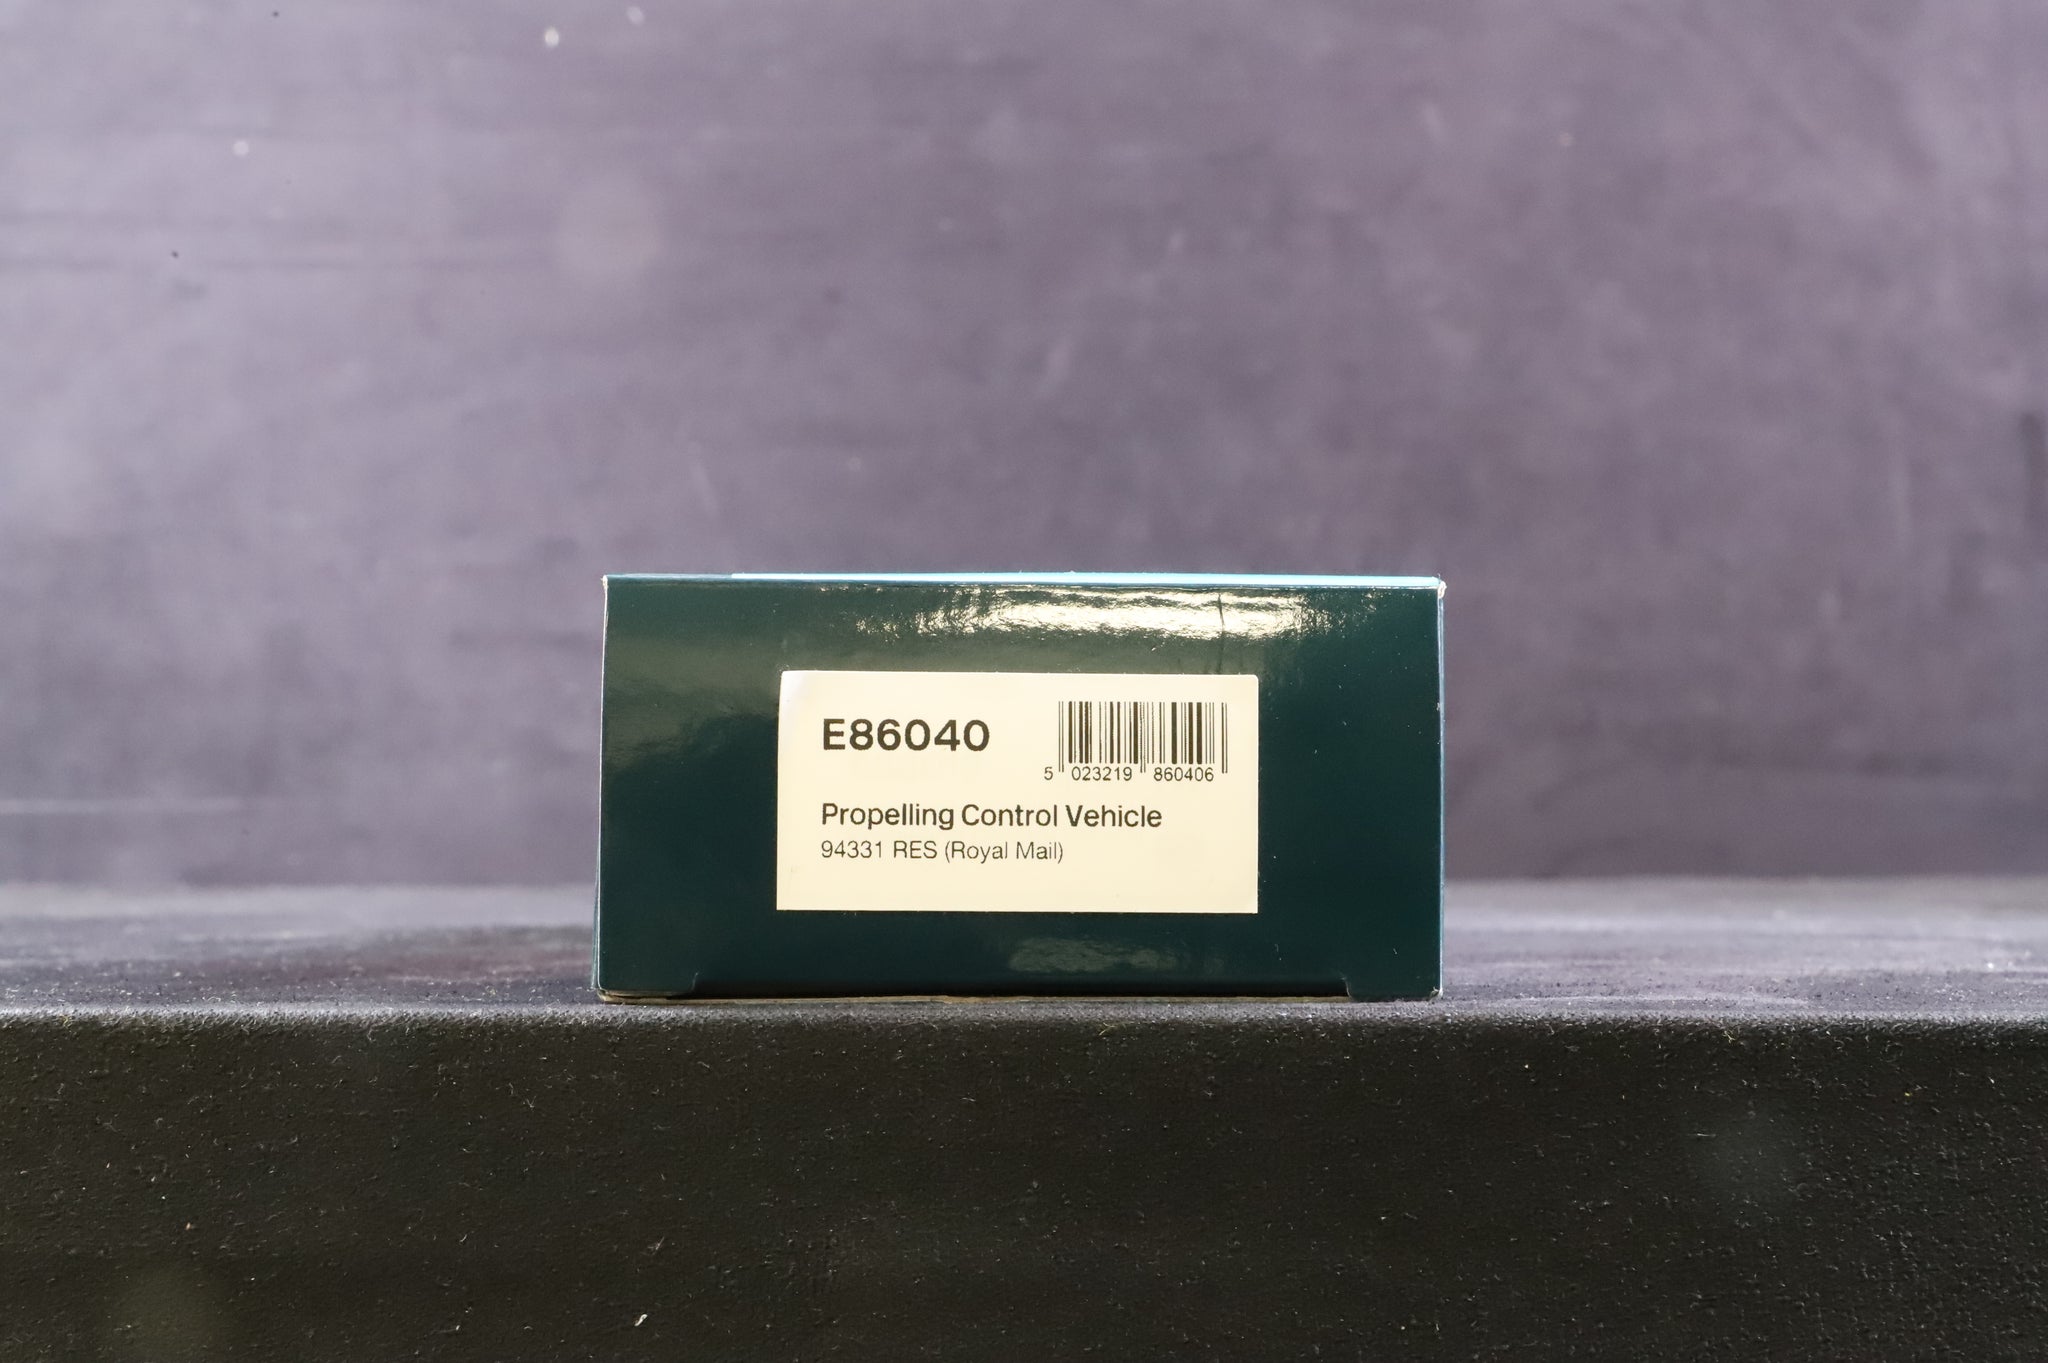 E86040
5 023219 860406
Propelling Control Vehicle
94331 RES (Royal Mail)